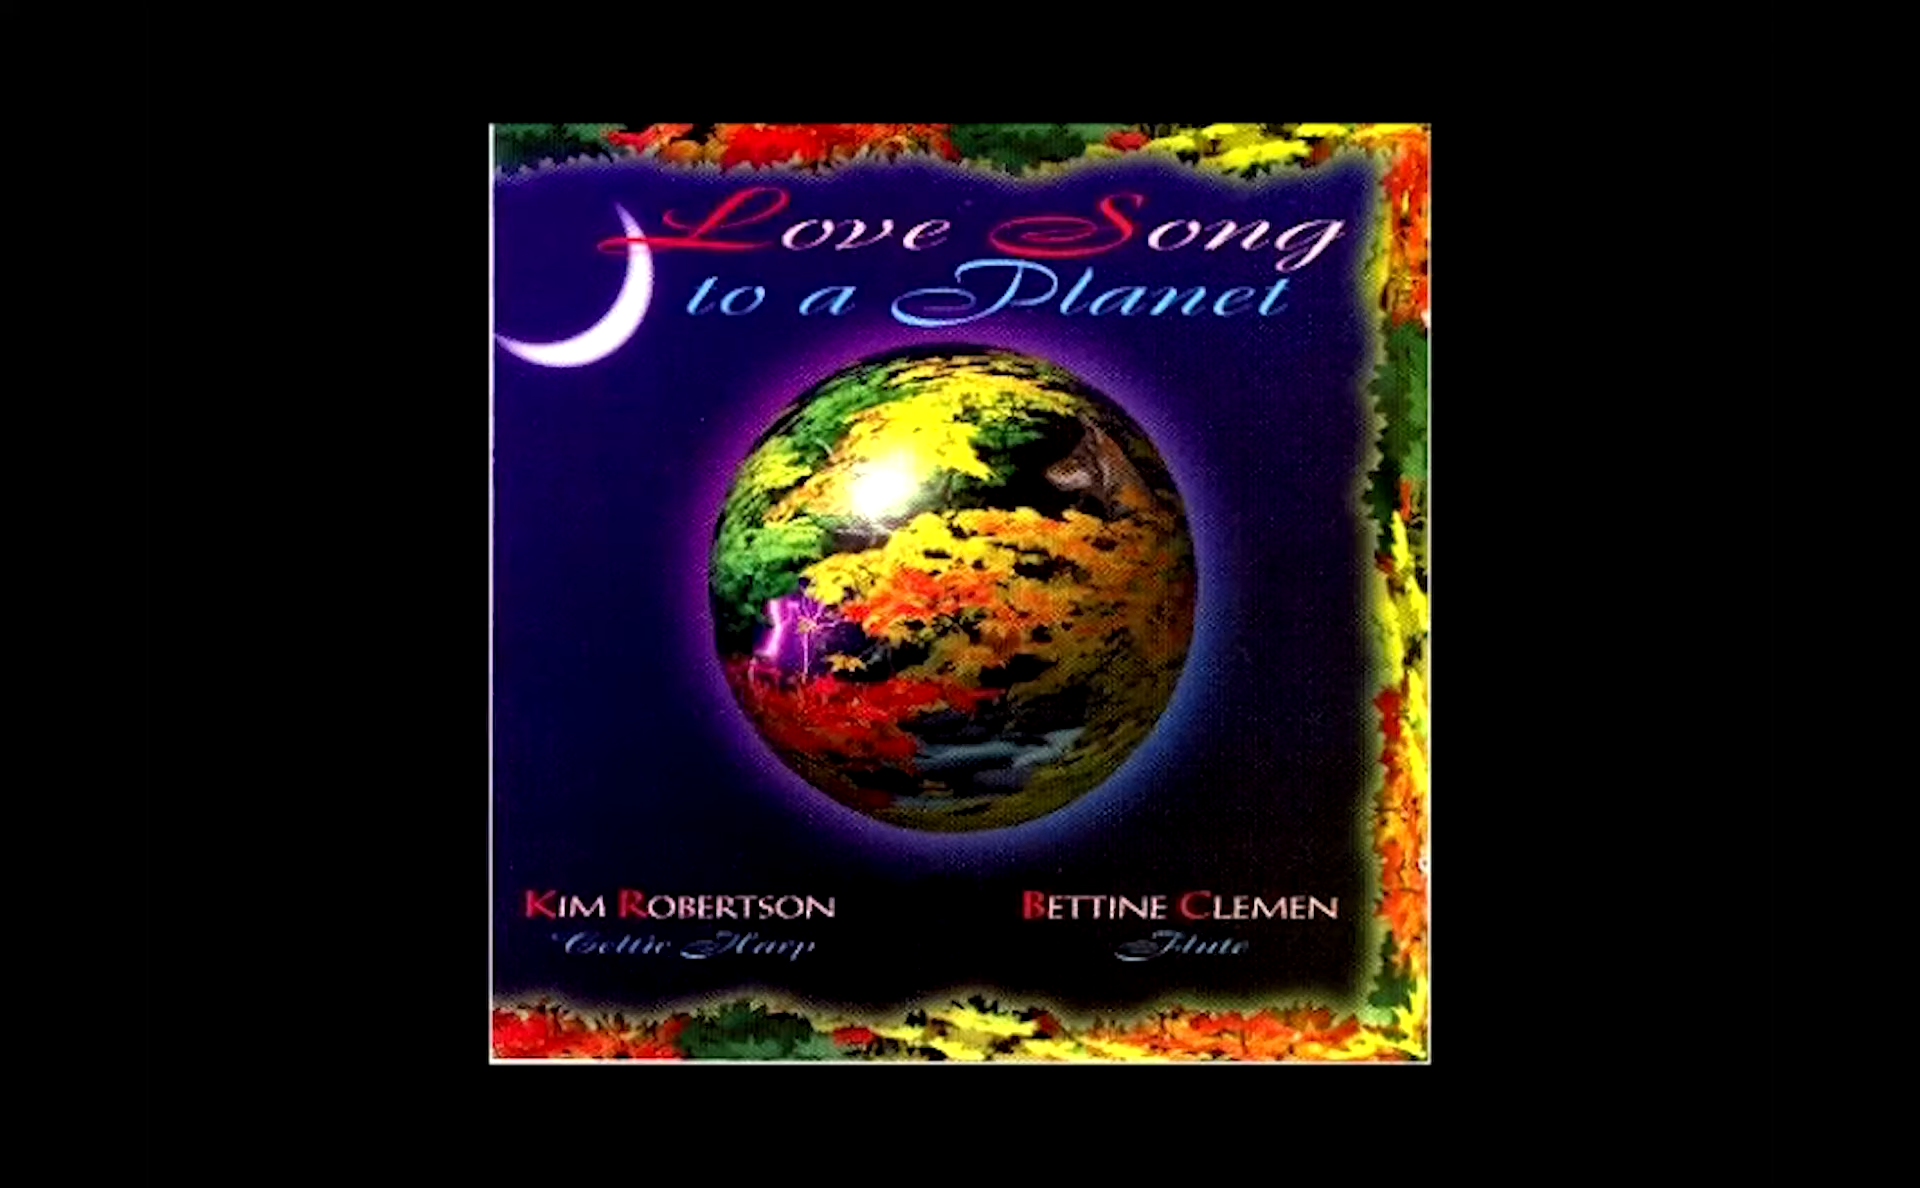 Love Song
to a Planet
KIM ROBERTSON
Celtic Harp
BETTINE CLEMEN
Flute